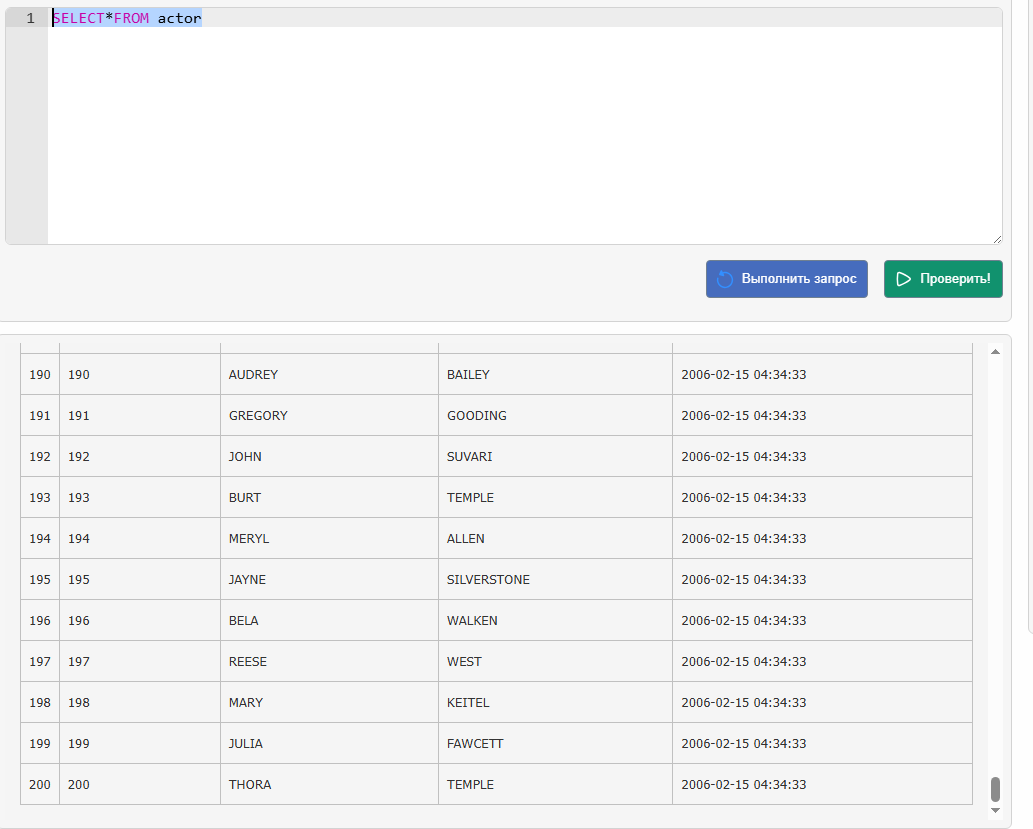 1 SELECT*FROM actor
Выполнить запрос Проверить!
190 190 AUDREY BAILEY 2006-02-15 04:34:33
191 191 GREGORY GOODING 2006-02-15 04:34:33
192 192 JOHN SUVARI 2006-02-15 04:34:33
193 193 BURT TEMPLE 2006-02-15 04:34:33
194 194 MERYL ALLEN 2006-02-15 04:34:33
195 195 JAYNE SILVERSTONE 2006-02-15 04:34:33
196 196 BELA WALKEN 2006-02-15 04:34:33
197 197 REESE WEST 2006-02-15 04:34:33
198 198 MARY KEITEL 2006-02-15 04:34:33
199 199 JULIA FAWCETT 2006-02-15 04:34:33
200 200 THORA TEMPLE 2006-02-15 04:34:33